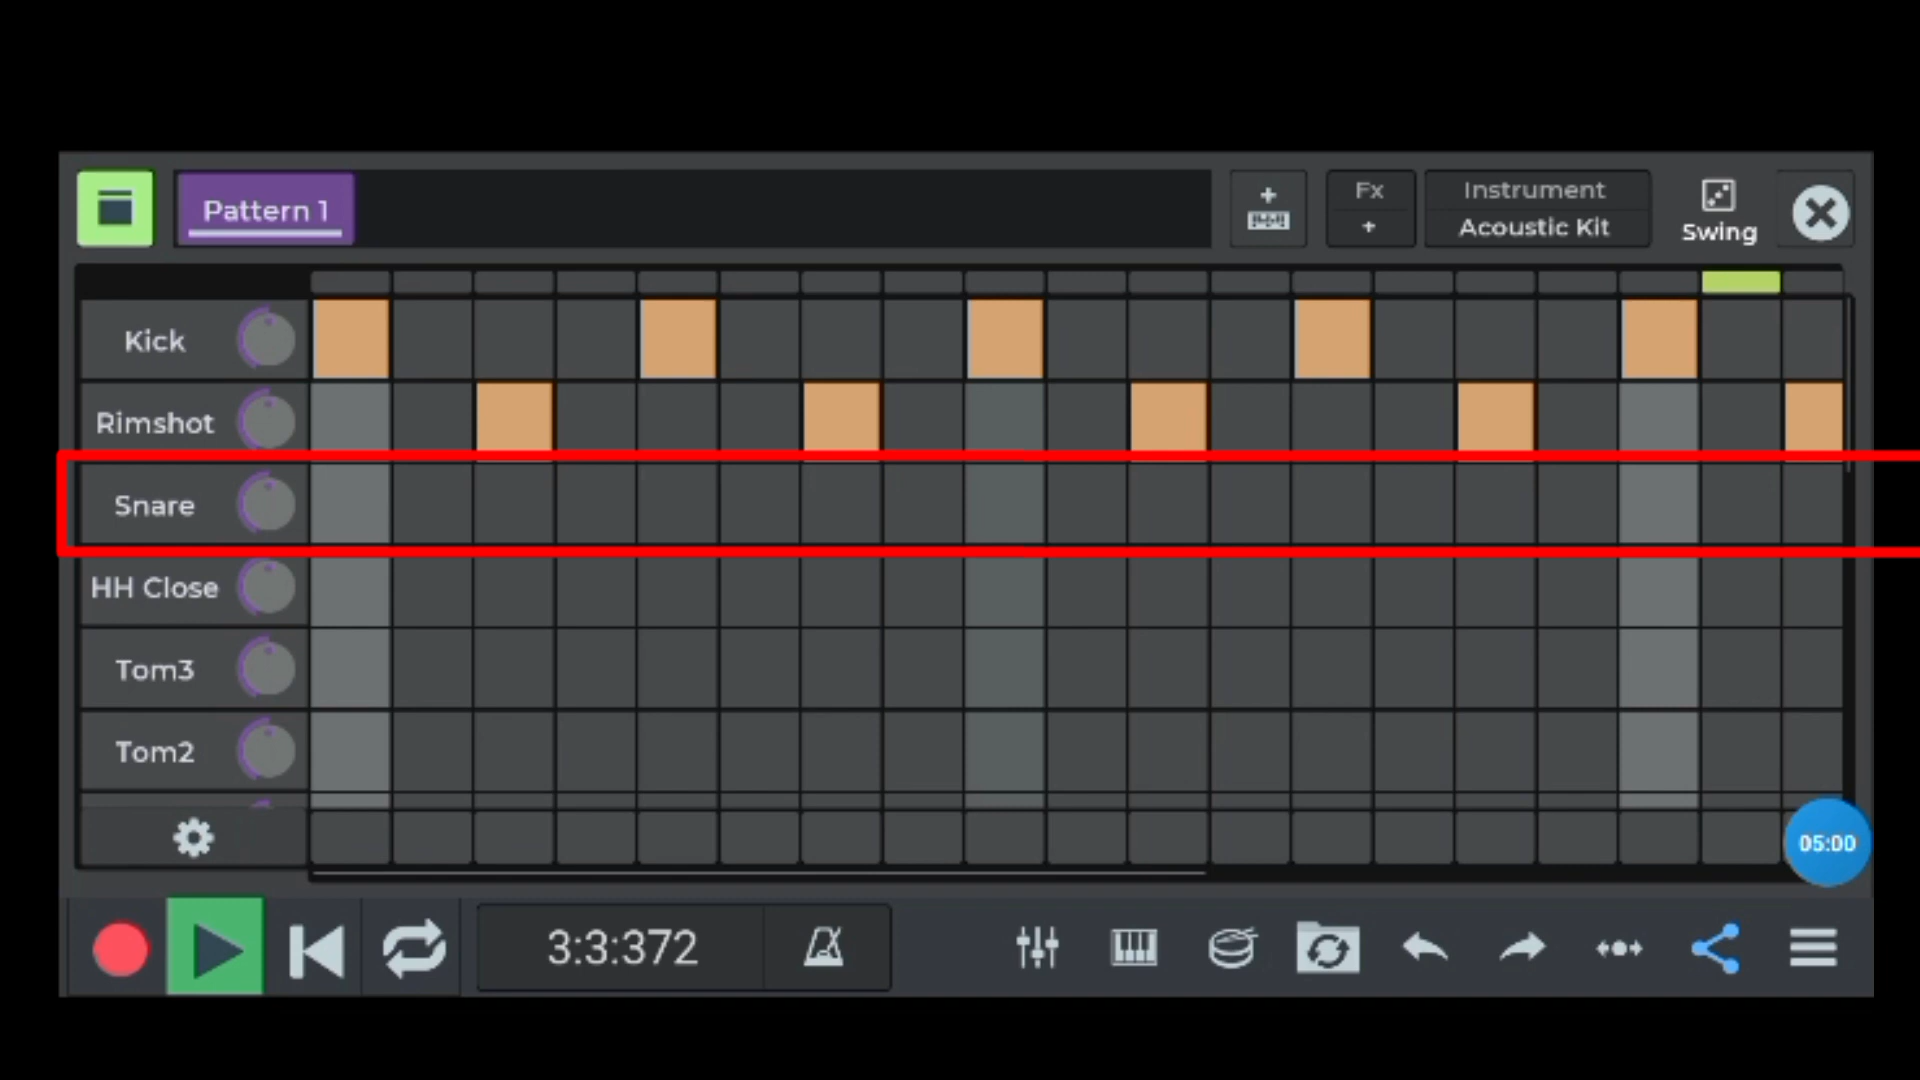 Pattern 1
+
Fx
+
Instrument
Acoustic Kit
Swing
Kick
Rimshot
Snare
HH Close
Tom3
Tom2
05:00
3:3:372